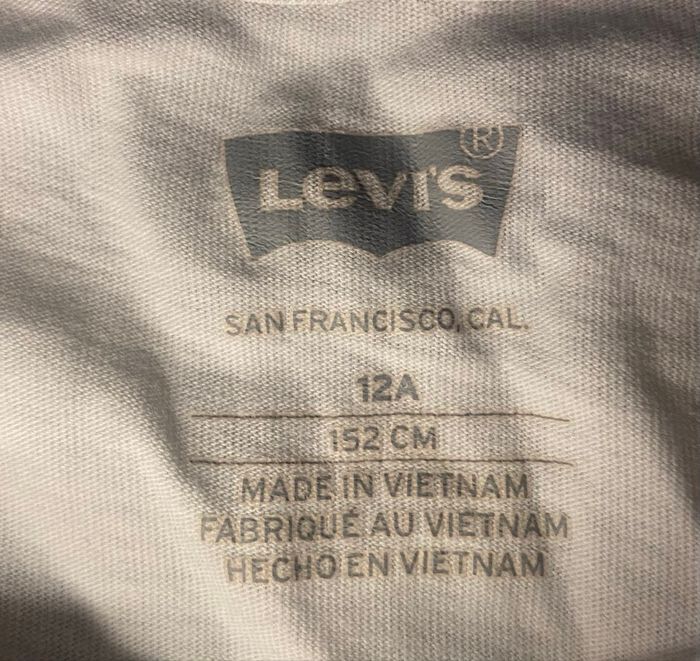 Levi's®
SAN FRANCISCO, CAL.
12A
152 CM
MADE IN VIETNAM
FABRIQUÉ AU VIETNAM
HECHO EN VIETNAM